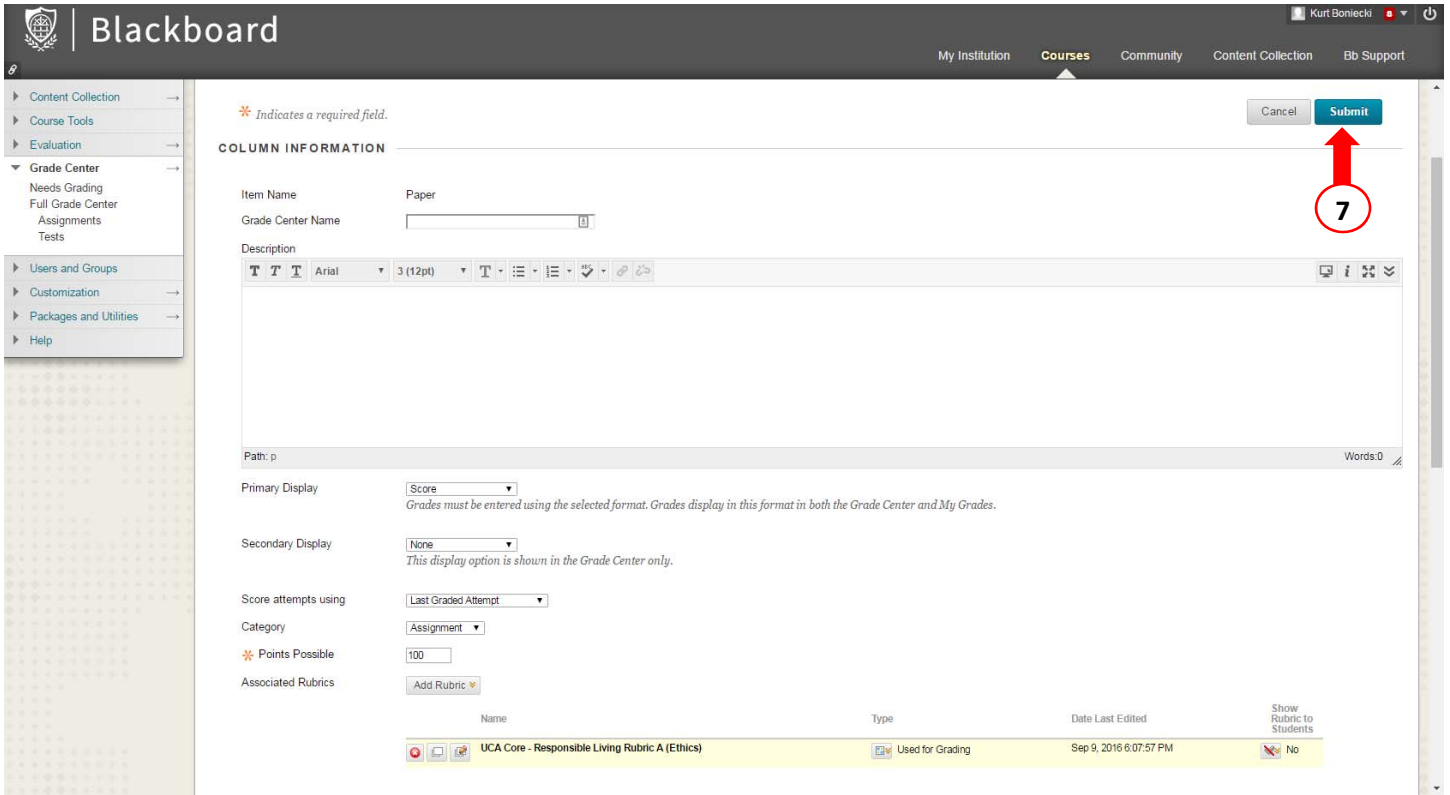 Blackboard
Kurt Boniecki 8
My Institution Courses Community Content Collection Bb Support
Content Collection
Course Tools
Evaluation
Grade Center
Needs Grading
Full Grade Center
Assignments
Tests
Users and Groups
Customization
Packages and Utilities
Help
Indicates a required field.
Cancel Submit
7
COLUMN INFORMATION
Item Name Paper
Grade Center Name
Description
T T T Arial 3 (12pt) T ABC i
Path: p Words:0
Primary Display Score
Grades must be entered using the selected format. Grades display in this format in both the Grade Center and My Grades.
Secondary Display None
This display option is shown in the Grade Center only.
Score attempts using Last Graded Attempt
Category Assignment
Points Possible 100
Associated Rubrics Add Rubric
Name Type Date Last Edited Show
Rubric to
Students
UCA Core - Responsible Living Rubric A (Ethics) Used for Grading Sep 9, 2016 6:07:57 PM No